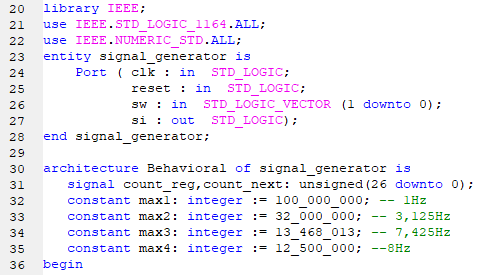 20 library IEEE;
21 use IEEE.STD_LOGIC_1164.ALL;
22 use IEEE.NUMERIC_STD.ALL;
23 entity signal_generator is
24 Port ( clk : in STD_LOGIC;
25 reset : in STD_LOGIC;
26 sw : in STD_LOGIC_VECTOR (1 downto 0);
27 si : out STD_LOGIC);
28 end signal_generator;
29
30 architecture Behavioral of signal_generator is
31 signal count_reg,count_next: unsigned(26 downto 0);
32 constant max1: integer := 100_000_000; -- 1Hz
33 constant max2: integer := 32_000_000; -- 3,125Hz
34 constant max3: integer := 13_468_013; -- 7,425Hz
35 constant max4: integer := 12_500_000; --8Hz
36 begin